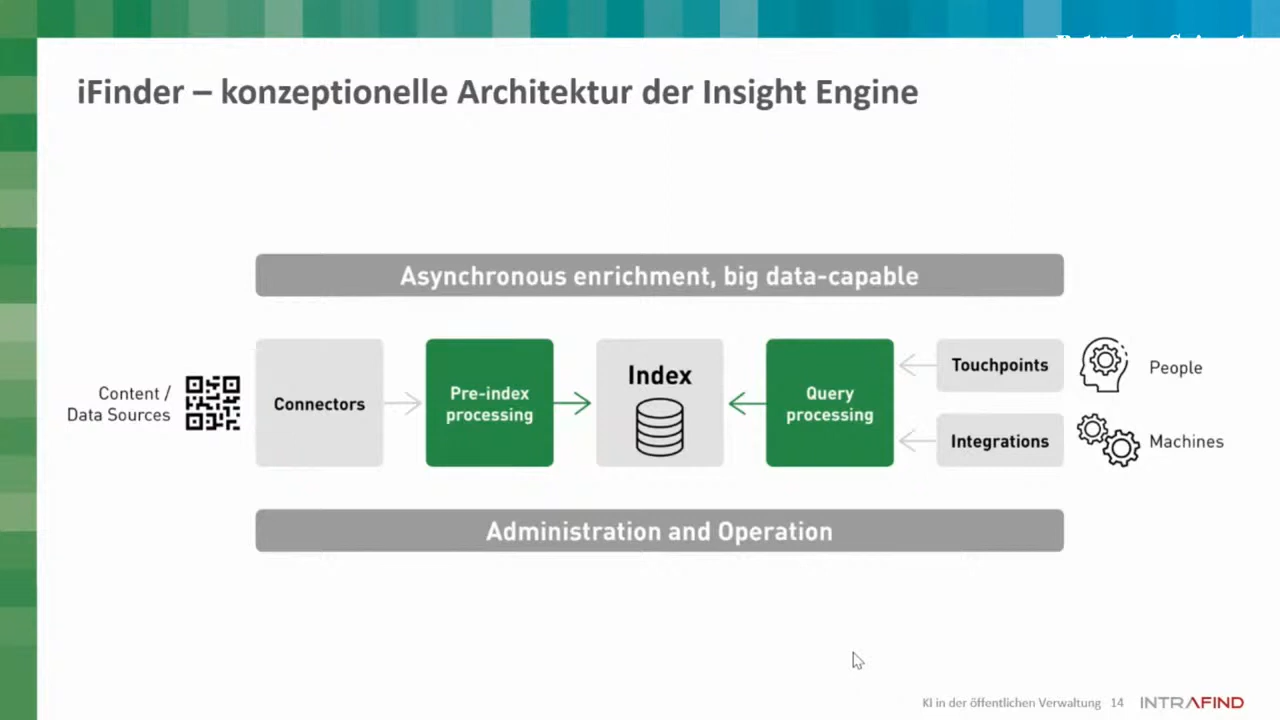 iFinder – konzeptionelle Architektur der Insight Engine
Asynchronous enrichment, big data-capable
Content /
Data Sources
Connectors
Pre-index
processing
Index
Query
processing
Touchpoints
People
Integrations
Machines
Administration and Operation
KI in der öffentlichen Verwaltung 14 INTRAFIND